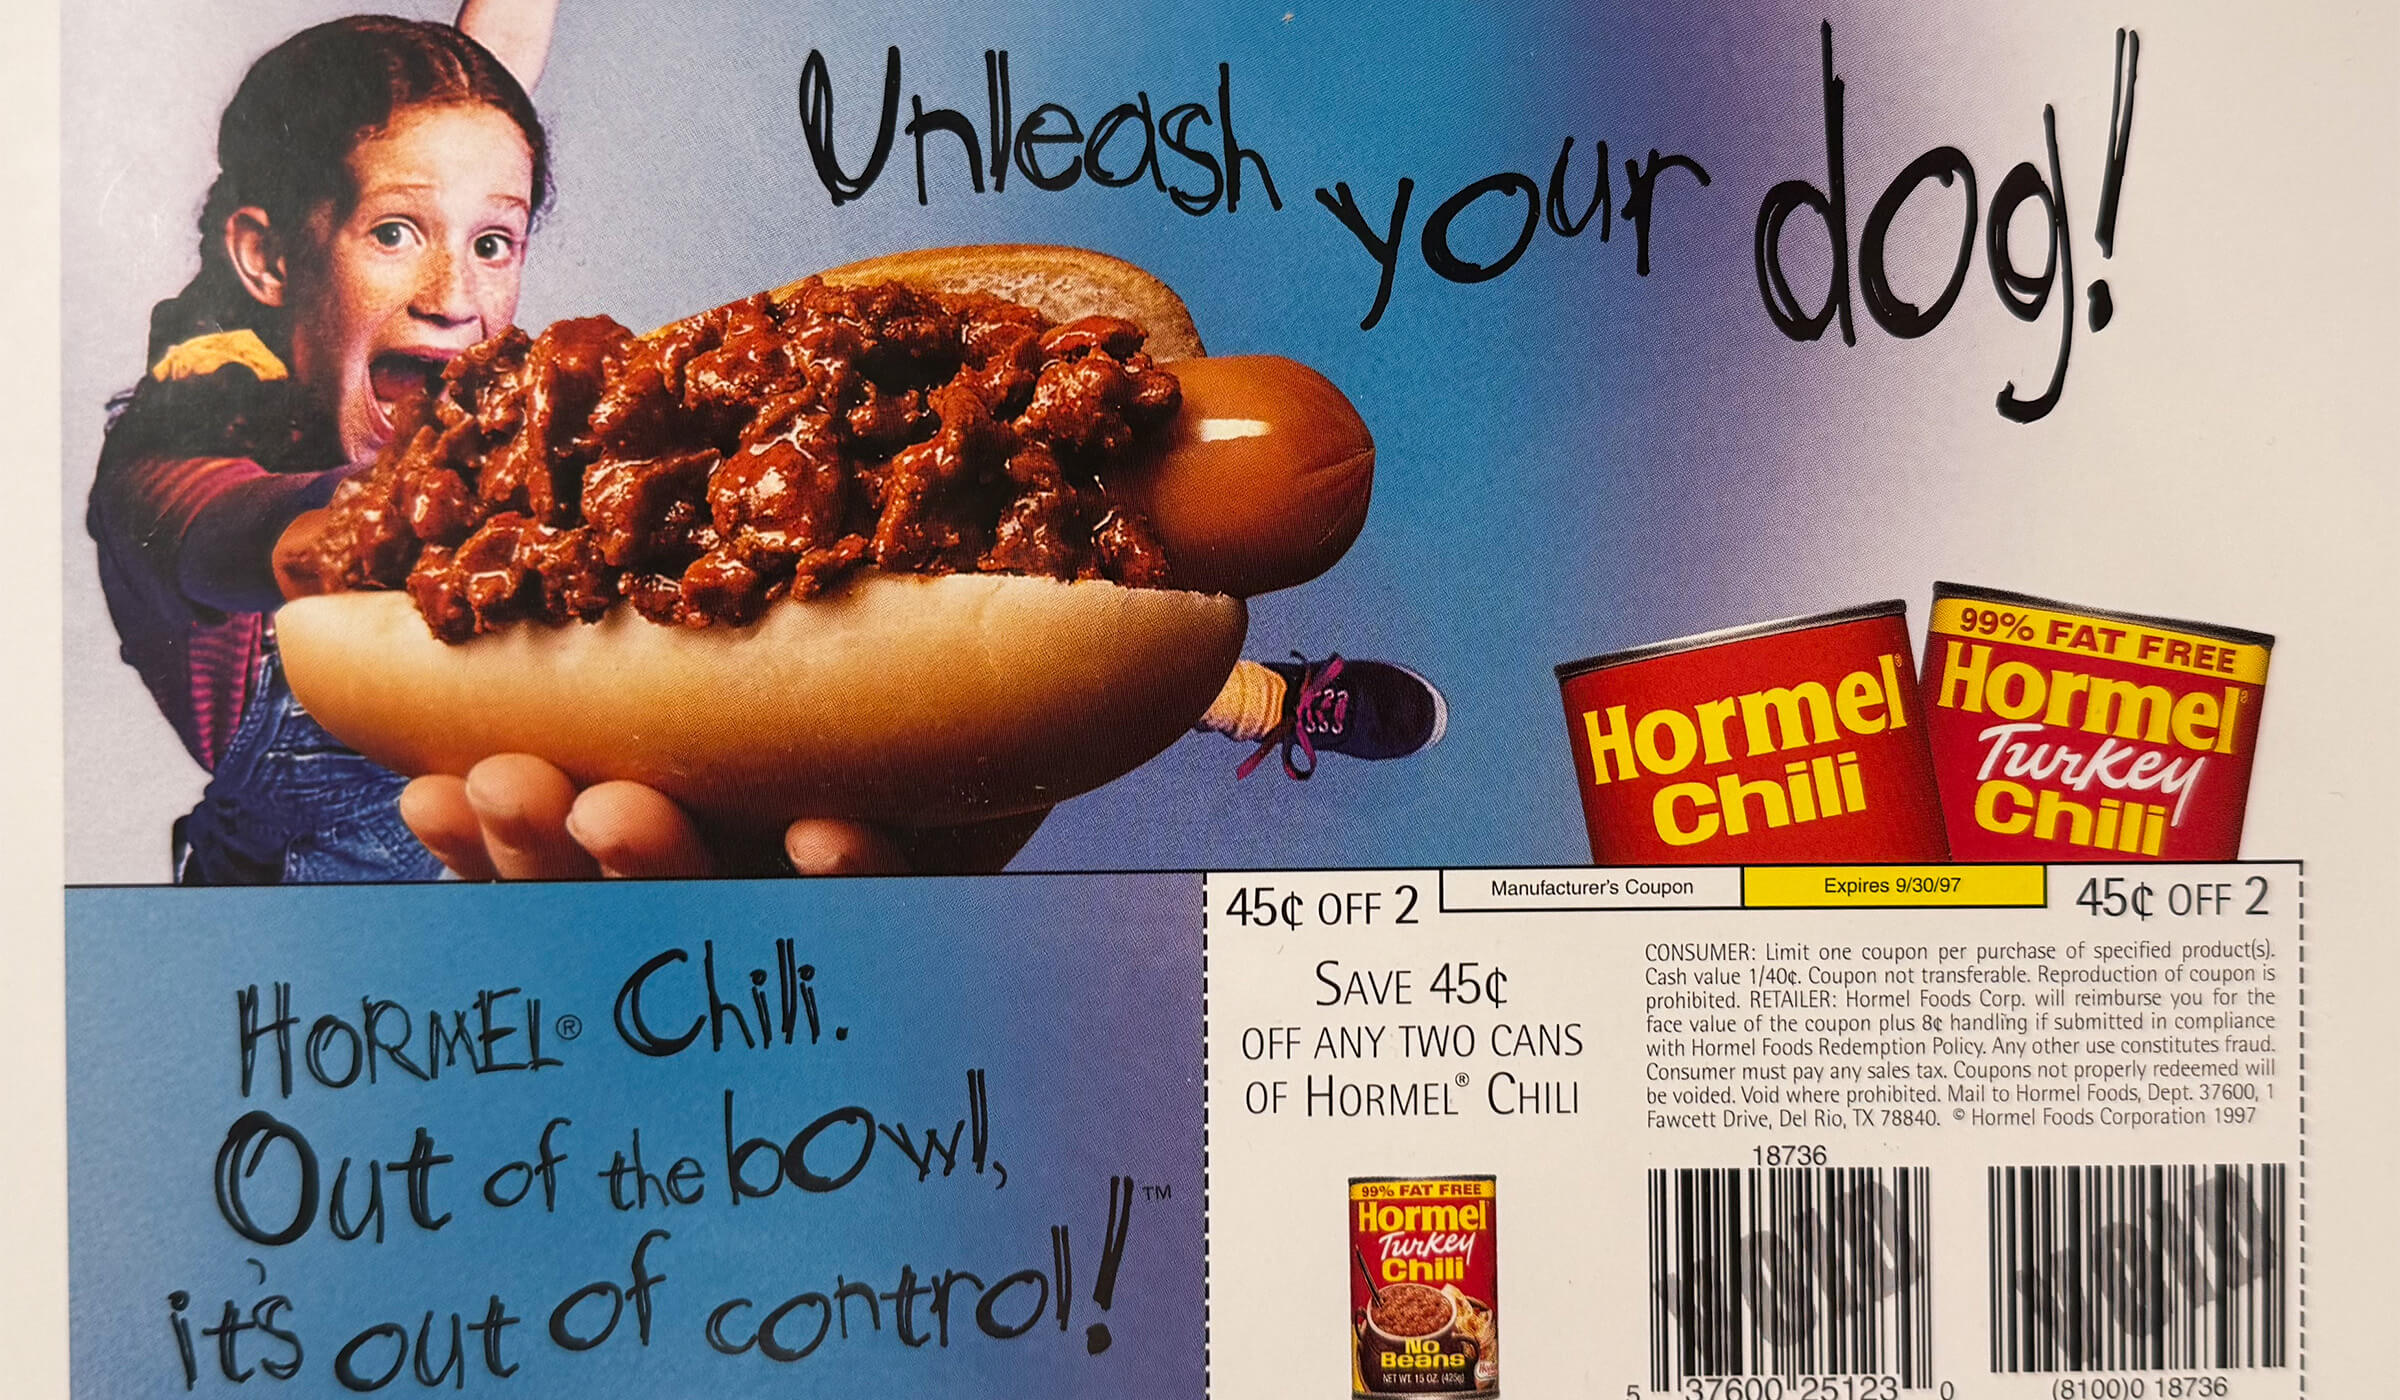 Unleash
your dog!
Hormel®
Chili
99% FAT FREE
Hormel®
Turkey
Chili
HORMEL® Chili.
Out of the bowl,
it's out of control!™
45¢ OFF 2
Manufacturer's Coupon
Expires 9/30/97
45¢ OFF 2
SAVE 45¢
OFF ANY TWO CANS
OF HORMEL® CHILI
CONSUMER: Limit one coupon per purchase of specified product(s).
Cash value 1/40¢. Coupon not transferable. Reproduction of coupon is
prohibited. RETAILER: Hormel Foods Corp. will reimburse you for the
face value of the coupon plus 8¢ handling if submitted in compliance
with Hormel Foods Redemption Policy. Any other use constitutes fraud.
Consumer must pay any sales tax. Coupons not properly redeemed will
be voided. Void where prohibited. Mail to Hormel Foods, Dept. 37600, 1
Fawcett Drive, Del Rio, TX 78840. © Hormel Foods Corporation 1997
99% FAT FREE
Hormel
Turkey
Chili
No
Beans
NET WT. 15 OZ. (425g)
18736
VOID
VOID
5 37600 25123 0
(8100)0 18736